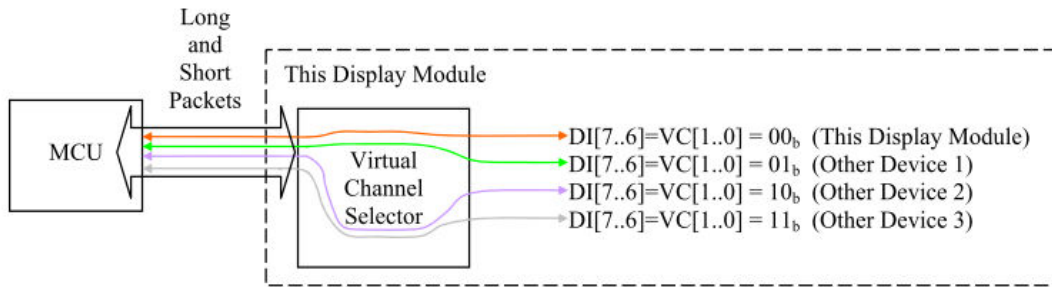 Long
and
Short
Packets
This Display Module
MCU
Virtual
Channel
Selector
DI[7..6]=VC[1..0] = 00b (This Display Module)
DI[7..6]=VC[1..0] = 01b (Other Device 1)
DI[7..6]=VC[1..0] = 10b (Other Device 2)
DI[7..6]=VC[1..0] = 11b (Other Device 3)